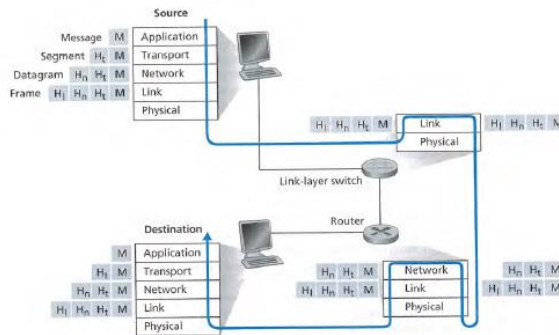 Source
Message M Application
Segment Ht M Transport
Datagram Hn Ht M Network
Frame Hl Hn Ht M Link
Physical
Hl Hn Ht M Link Hl Hn Ht M
Physical
Link-layer switch
Router
Destination
M Application
Ht M Transport
Hn Ht M Network
Hl Hn Ht M Link
Physical
Hn Ht M Network Hn Ht M
Hl Hn Ht M Link Hl Hn Ht M
Physical